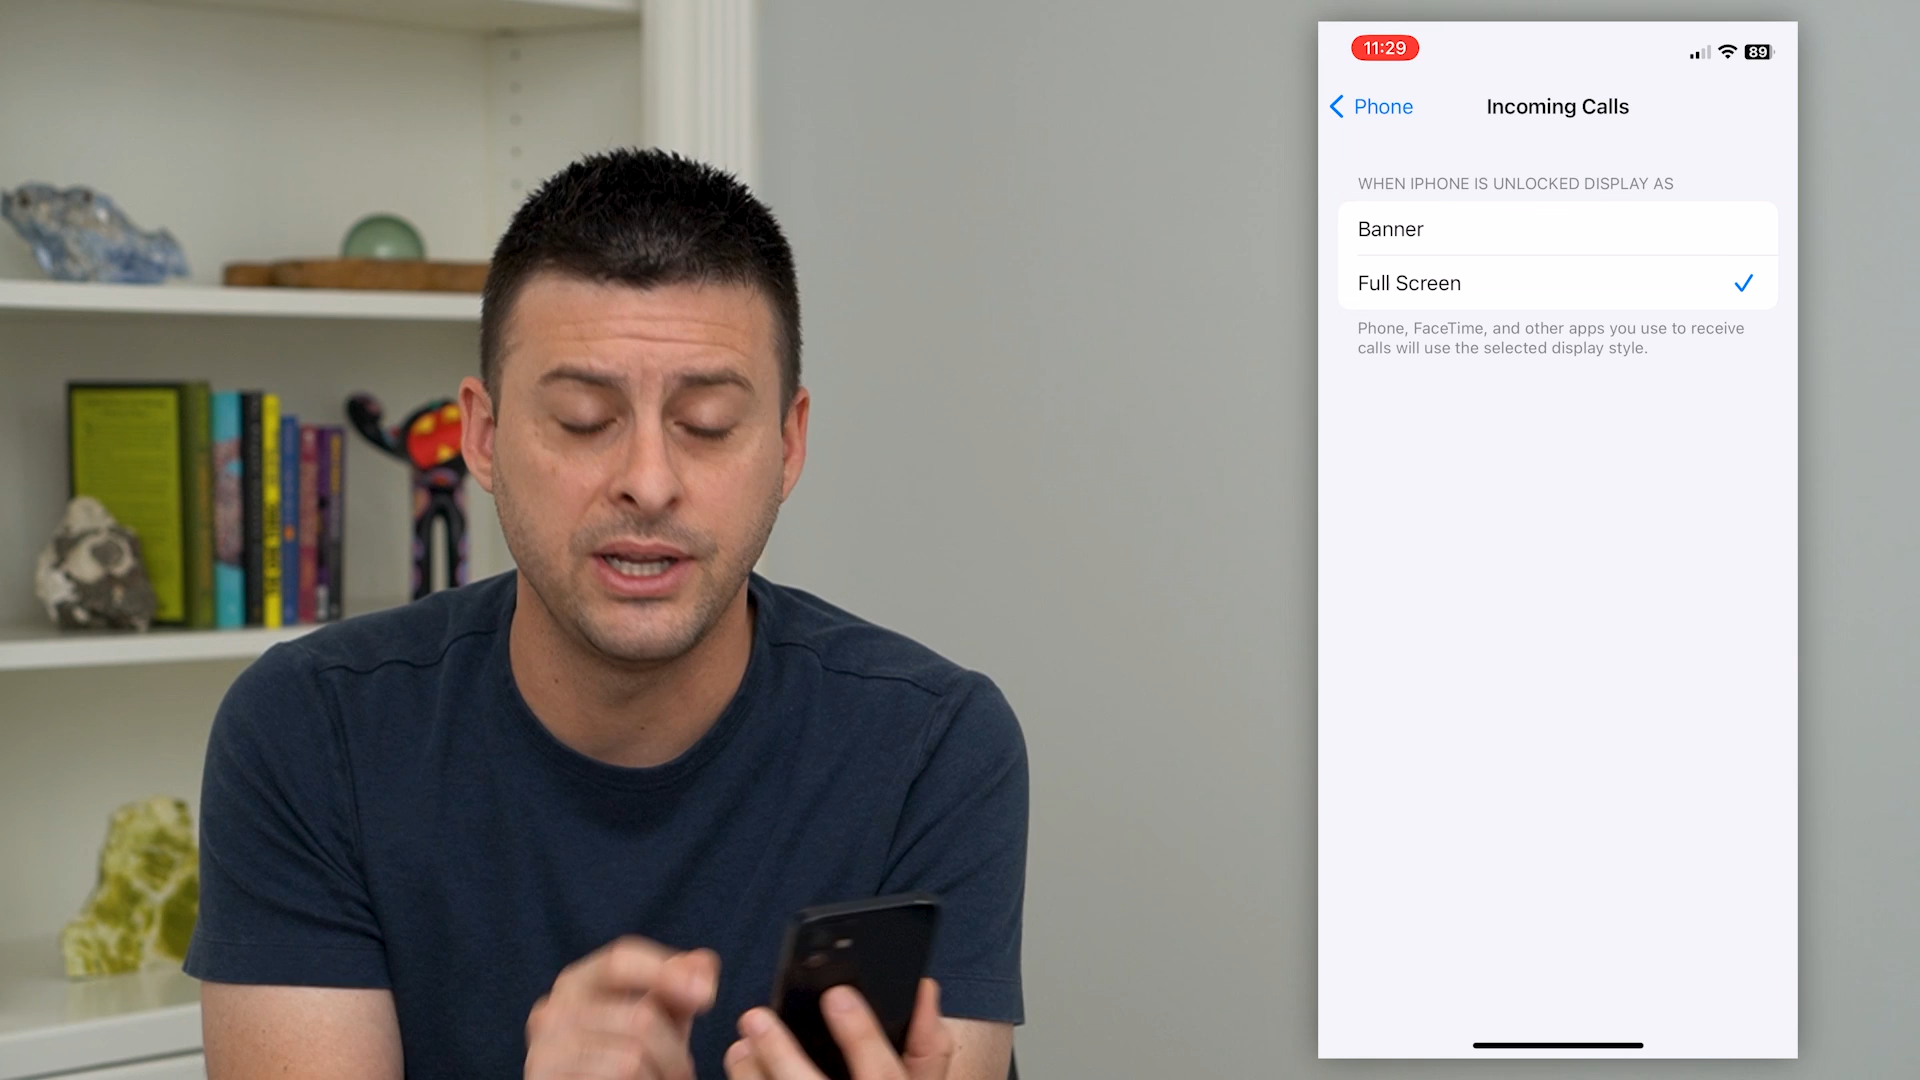 11:29
89
Phone
Incoming Calls
WHEN IPHONE IS UNLOCKED DISPLAY AS
Banner
Full Screen
Phone, FaceTime, and other apps you use to receive
calls will use the selected display style.